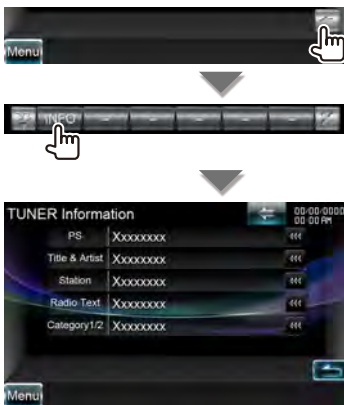 Menu
INFO
TUNER Information
00/00/0000
00:00 AM
PS Xxxxxxxx
Title & Artist Xxxxxxxx
Station Xxxxxxxx
Radio Text Xxxxxxxx
Category1/2 Xxxxxxxx
Menu